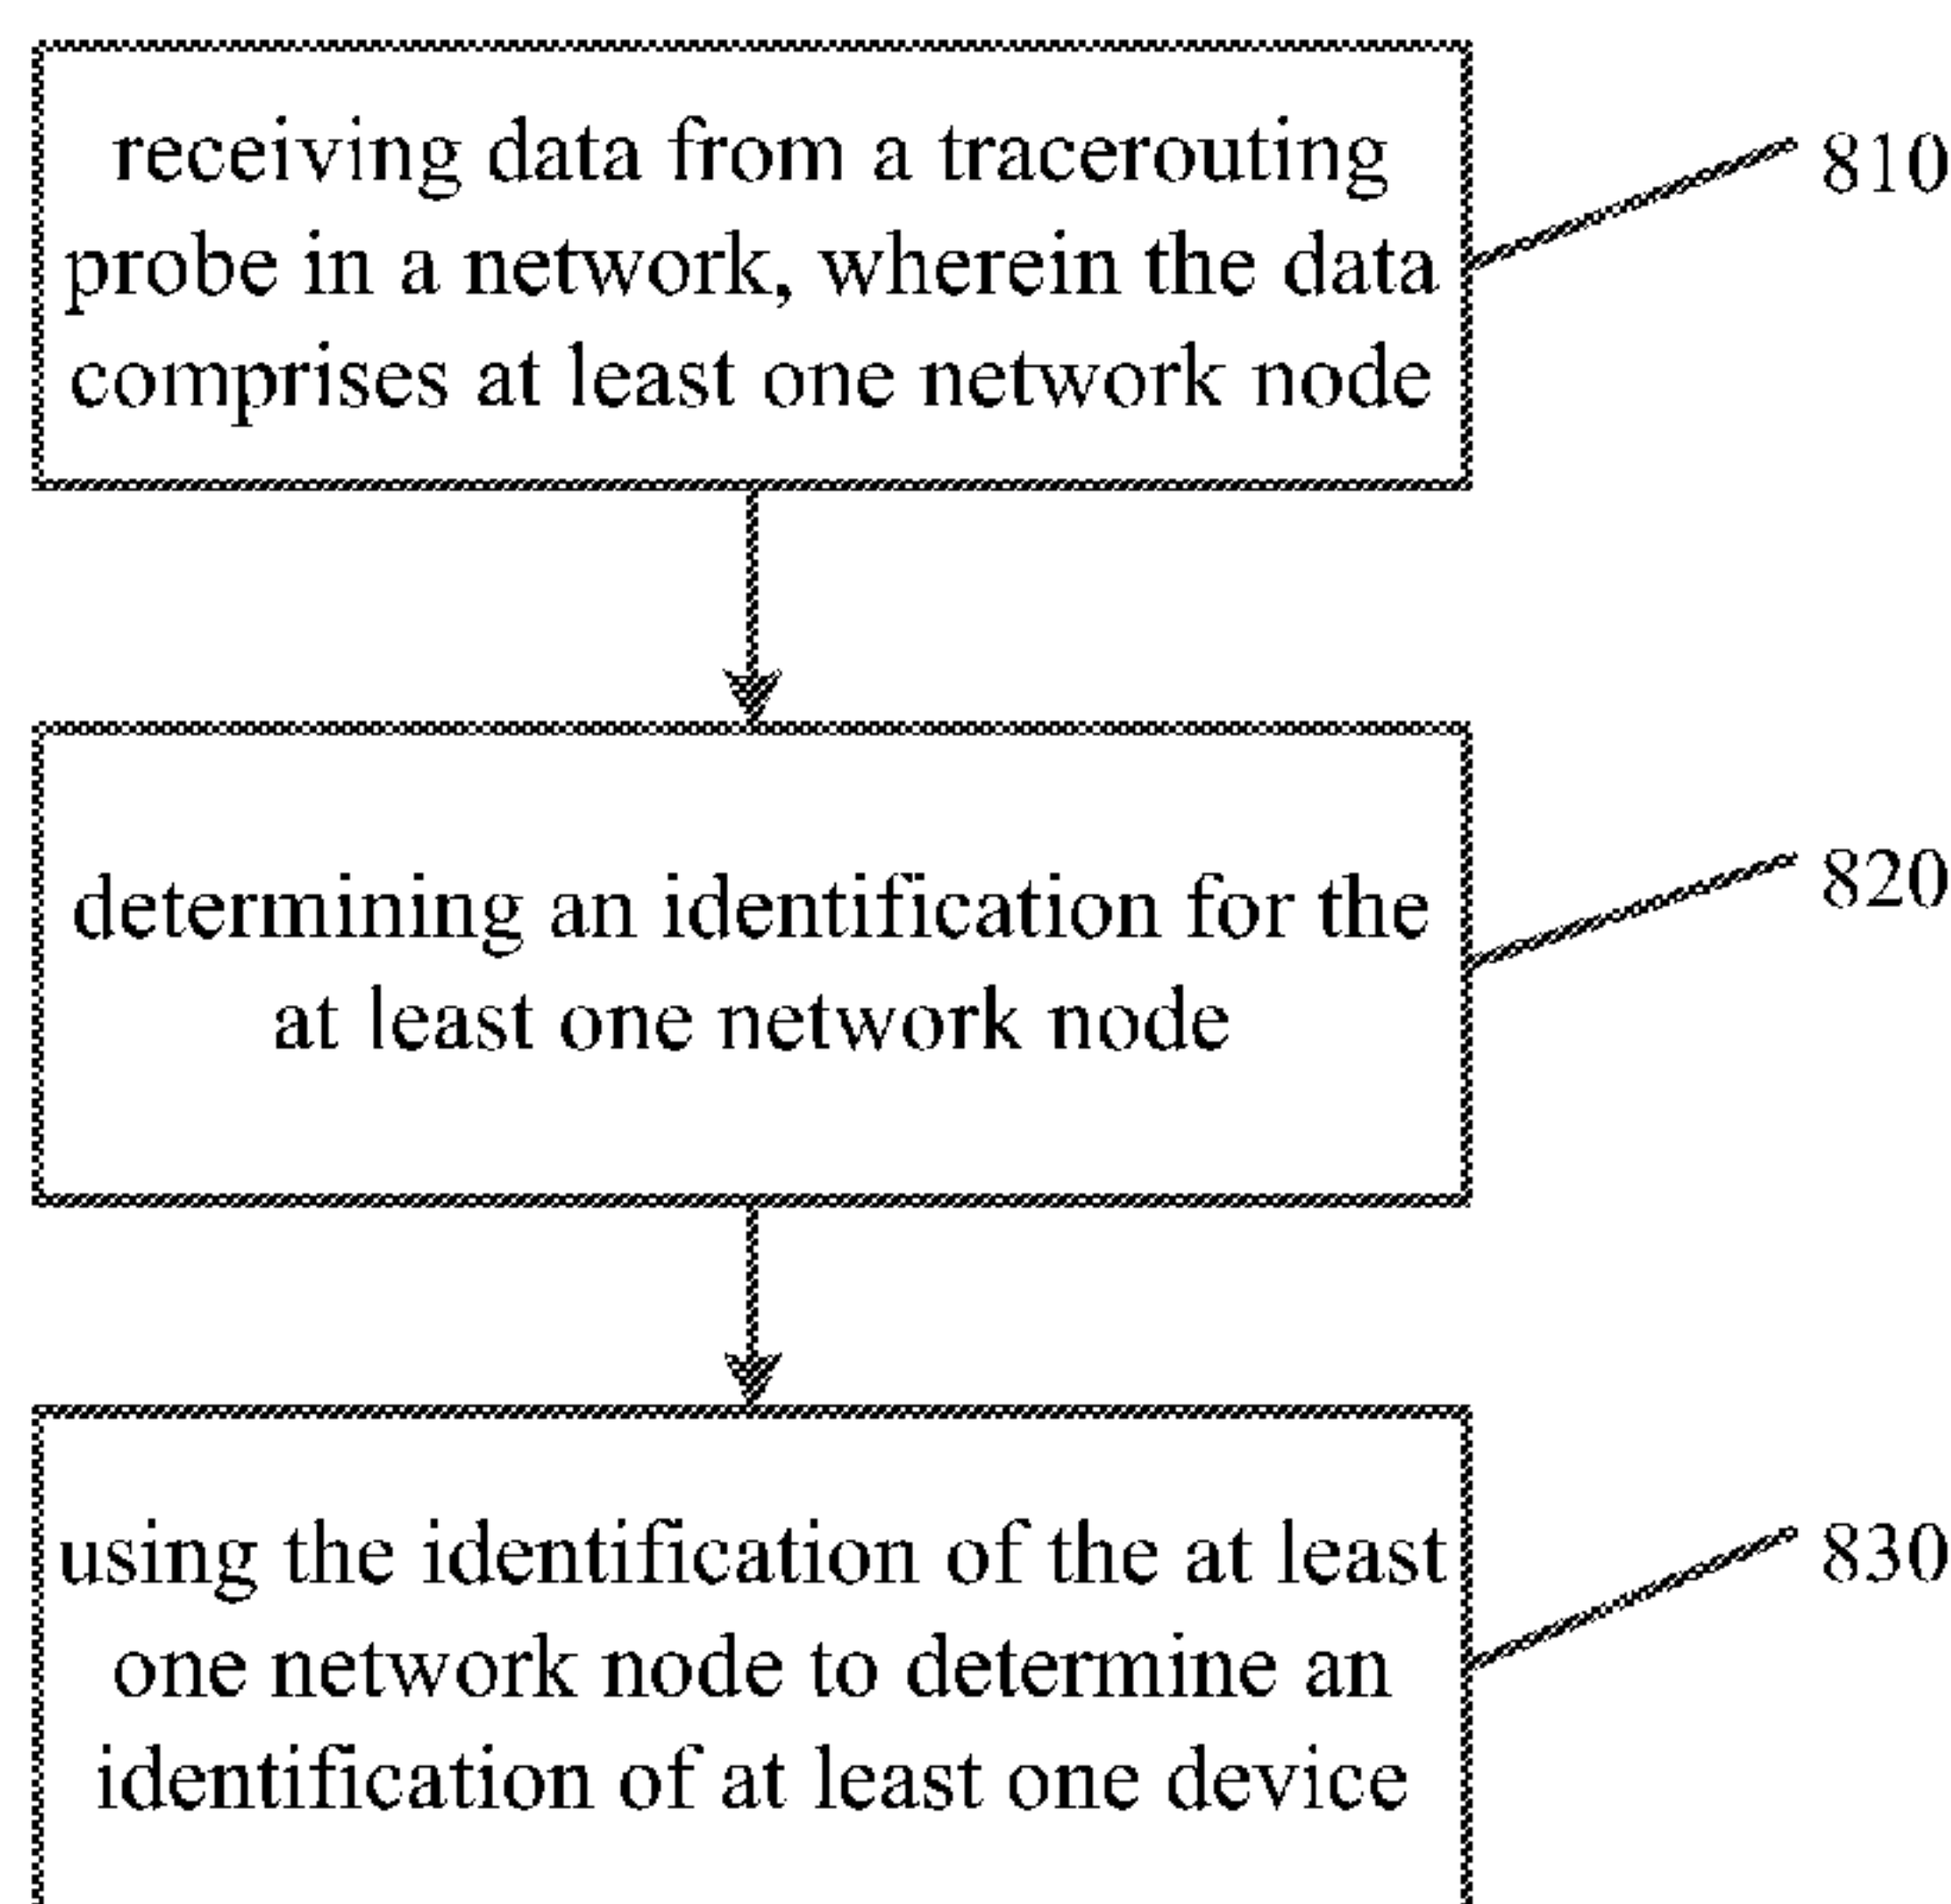 receiving data from a tracerouting
probe in a network, wherein the data
comprises at least one network node
810
determining an identification for the
at least one network node
820
using the identification of the at least
one network node to determine an
identification of at least one device
830